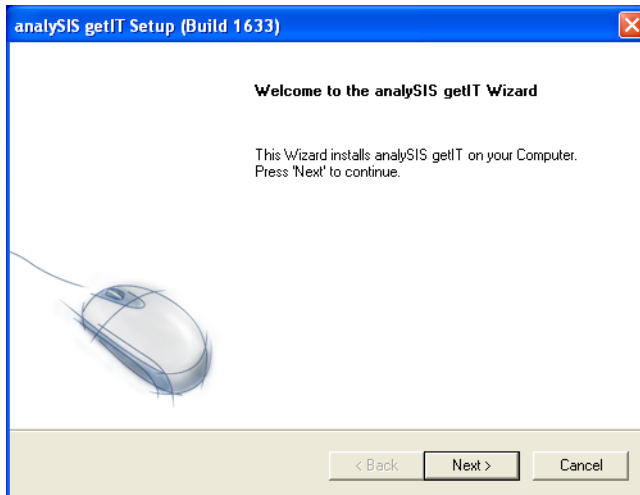 analySIS getIT Setup (Build 1633)
Welcome to the analySIS getIT Wizard
This Wizard installs analySIS getIT on your Computer.
Press 'Next' to continue.
< Back Next > Cancel